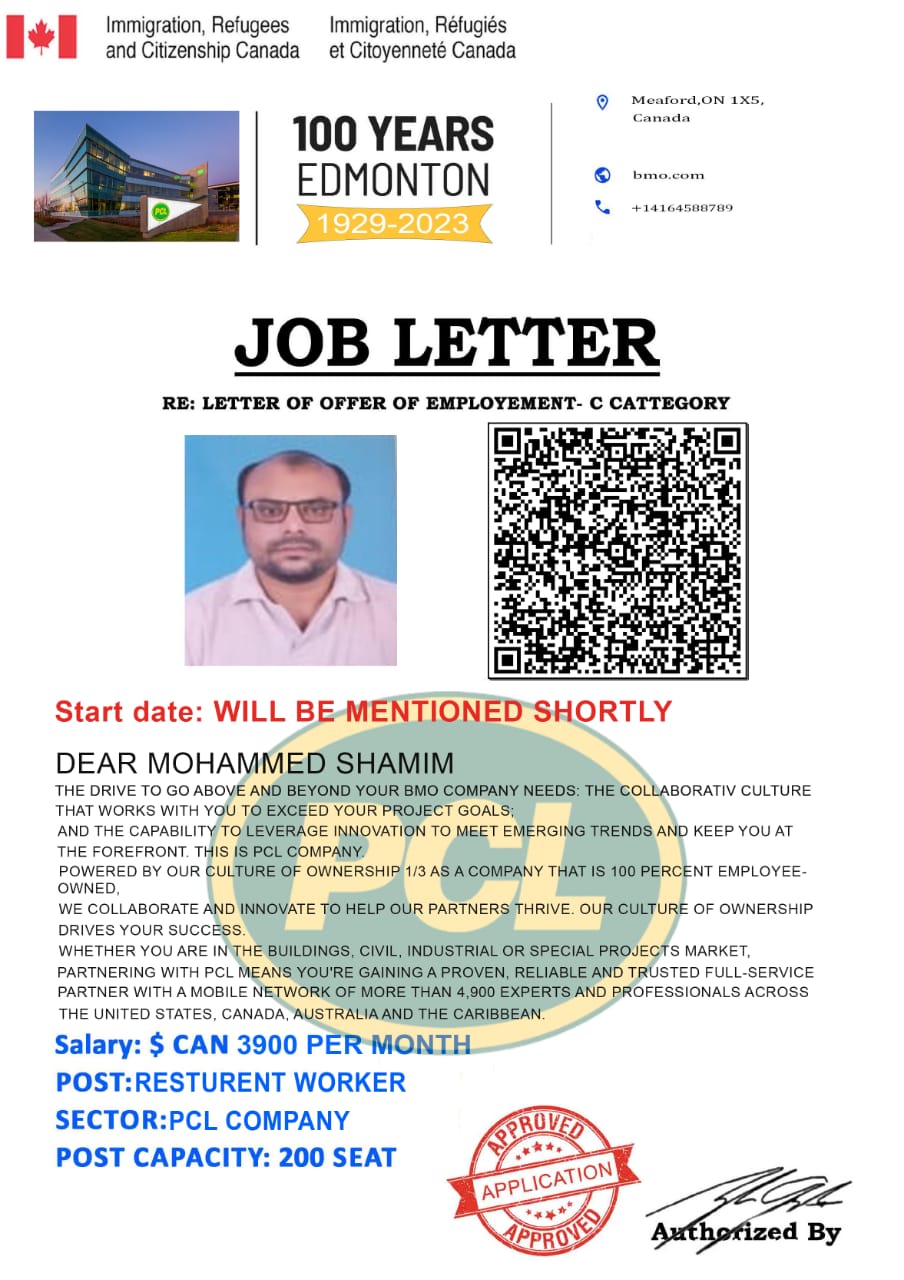 Immigration, Refugees
and Citizenship Canada
Immigration, Réfugiés
et Citoyenneté Canada
PCL
100 YEARS
EDMONTON
1929-2023
Meaford,ON 1X5,
Canada
bmo.com
+14164588789
JOB LETTER
RE: LETTER OF OFFER OF EMPLOYEMENT- C CATTEGORY
Start date: WILL BE MENTIONED SHORTLY
DEAR MOHAMMED SHAMIM
THE DRIVE TO GO ABOVE AND BEYOND YOUR BMO COMPANY NEEDS: THE COLLABORATIV CULTURE
THAT WORKS WITH YOU TO EXCEED YOUR PROJECT GOALS;
AND THE CAPABILITY TO LEVERAGE INNOVATION TO MEET EMERGING TRENDS AND KEEP YOU AT
THE FOREFRONT. THIS IS PCL COMPANY.
POWERED BY OUR CULTURE OF OWNERSHIP 1/3 AS A COMPANY THAT IS 100 PERCENT EMPLOYEE-
OWNED,
WE COLLABORATE AND INNOVATE TO HELP OUR PARTNERS THRIVE. OUR CULTURE OF OWNERSHIP
DRIVES YOUR SUCCESS.
WHETHER YOU ARE IN THE BUILDINGS, CIVIL, INDUSTRIAL OR SPECIAL PROJECTS MARKET,
PARTNERING WITH PCL MEANS YOU'RE GAINING A PROVEN, RELIABLE AND TRUSTED FULL-SERVICE
PARTNER WITH A MOBILE NETWORK OF MORE THAN 4,900 EXPERTS AND PROFESSIONALS ACROSS
THE UNITED STATES, CANADA, AUSTRALIA AND THE CARIBBEAN.
PCL
Salary: $ CAN 3900 PER MONTH
POST:RESTURENT WORKER
SECTOR:PCL COMPANY
POST CAPACITY: 200 SEAT
APPROVED
APPLICATION
APPROVED
Authorized By